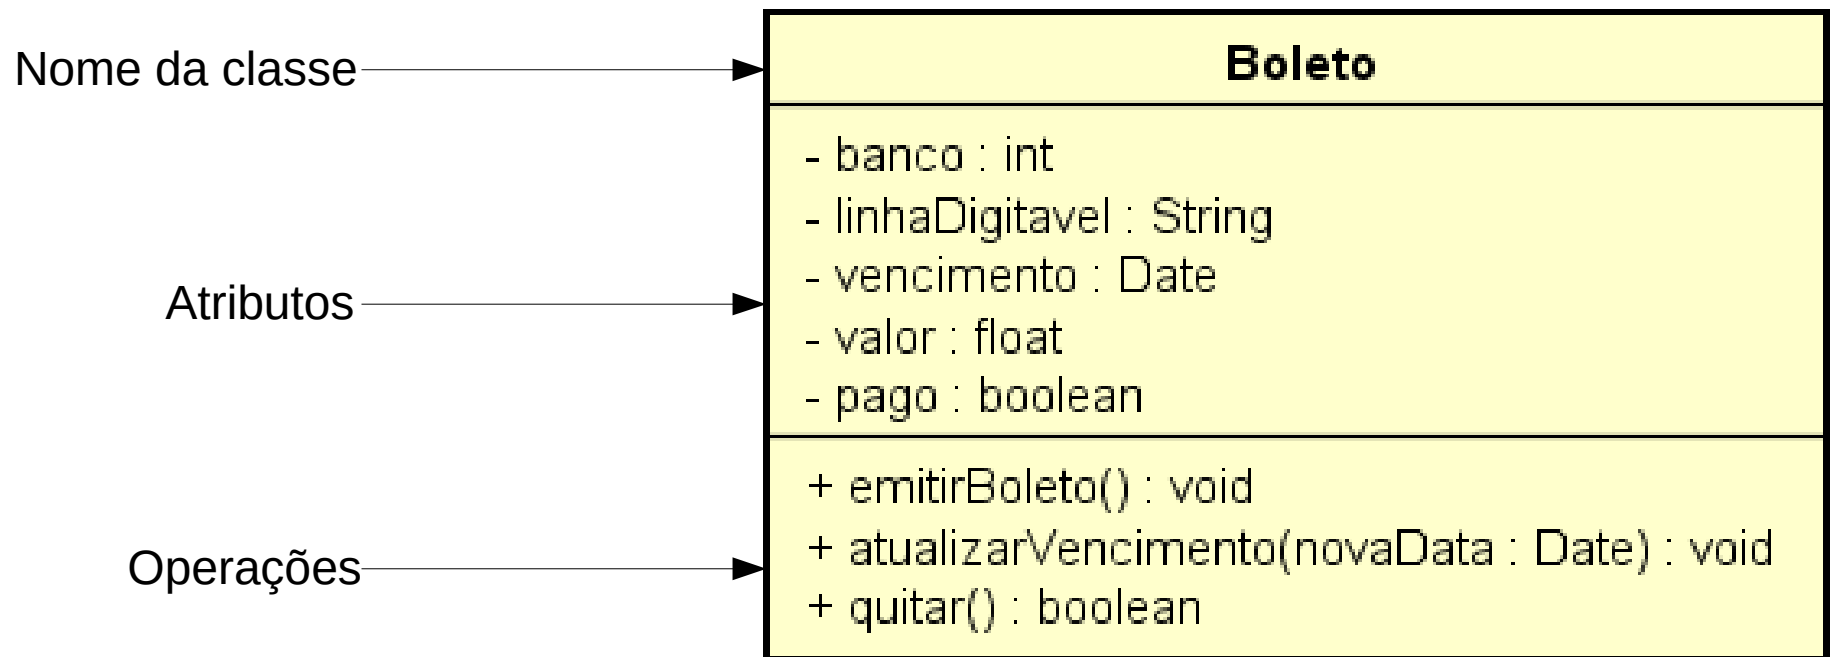 Nome da classe
Boleto
- banco : int
- linhaDigitavel : String
- vencimento : Date
Atributos
- valor : float
- pago : boolean
+ emitirBoleto() : void
+ atualizarVencimento(novaData : Date) : void
Operações
+ quitar() : boolean